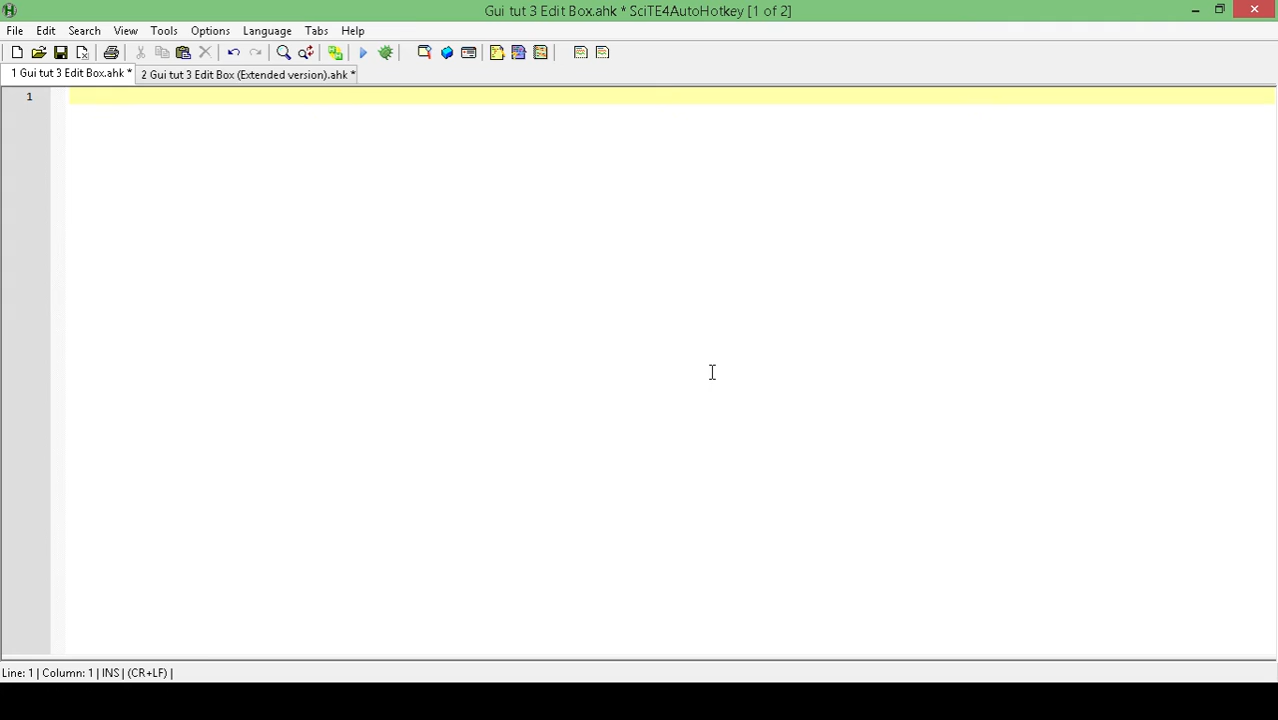 Gui tut 3 Edit Box.ahk * SciTE4AutoHotkey [1 of 2]
File Edit Search View Tools Options Language Tabs Help
1 Gui tut 3 Edit Box.ahk * 2 Gui tut 3 Edit Box (Extended version).ahk *
1
Line: 1 | Column: 1 | INS | (CR+LF) |